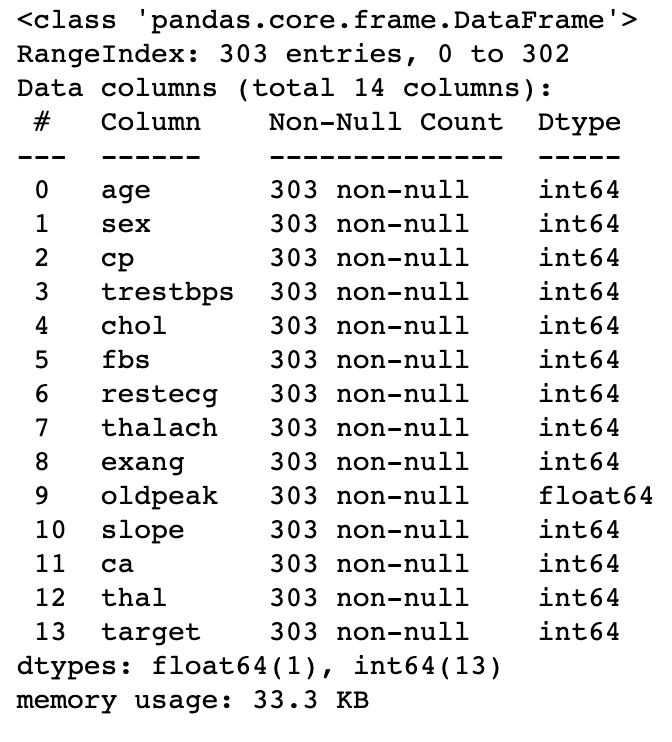 <class 'pandas.core.frame.DataFrame'>
RangeIndex: 303 entries, 0 to 302
Data columns (total 14 columns):
 #   Column    Non-Null Count  Dtype
---  ------    --------------  -----
 0   age       303 non-null    int64
 1   sex       303 non-null    int64
 2   cp        303 non-null    int64
 3   trestbps  303 non-null    int64
 4   chol      303 non-null    int64
 5   fbs       303 non-null    int64
 6   restecg   303 non-null    int64
 7   thalach   303 non-null    int64
 8   exang     303 non-null    int64
 9   oldpeak   303 non-null    float64
 10  slope     303 non-null    int64
 11  ca        303 non-null    int64
 12  thal      303 non-null    int64
 13  target    303 non-null    int64
dtypes: float64(1), int64(13)
memory usage: 33.3 KB